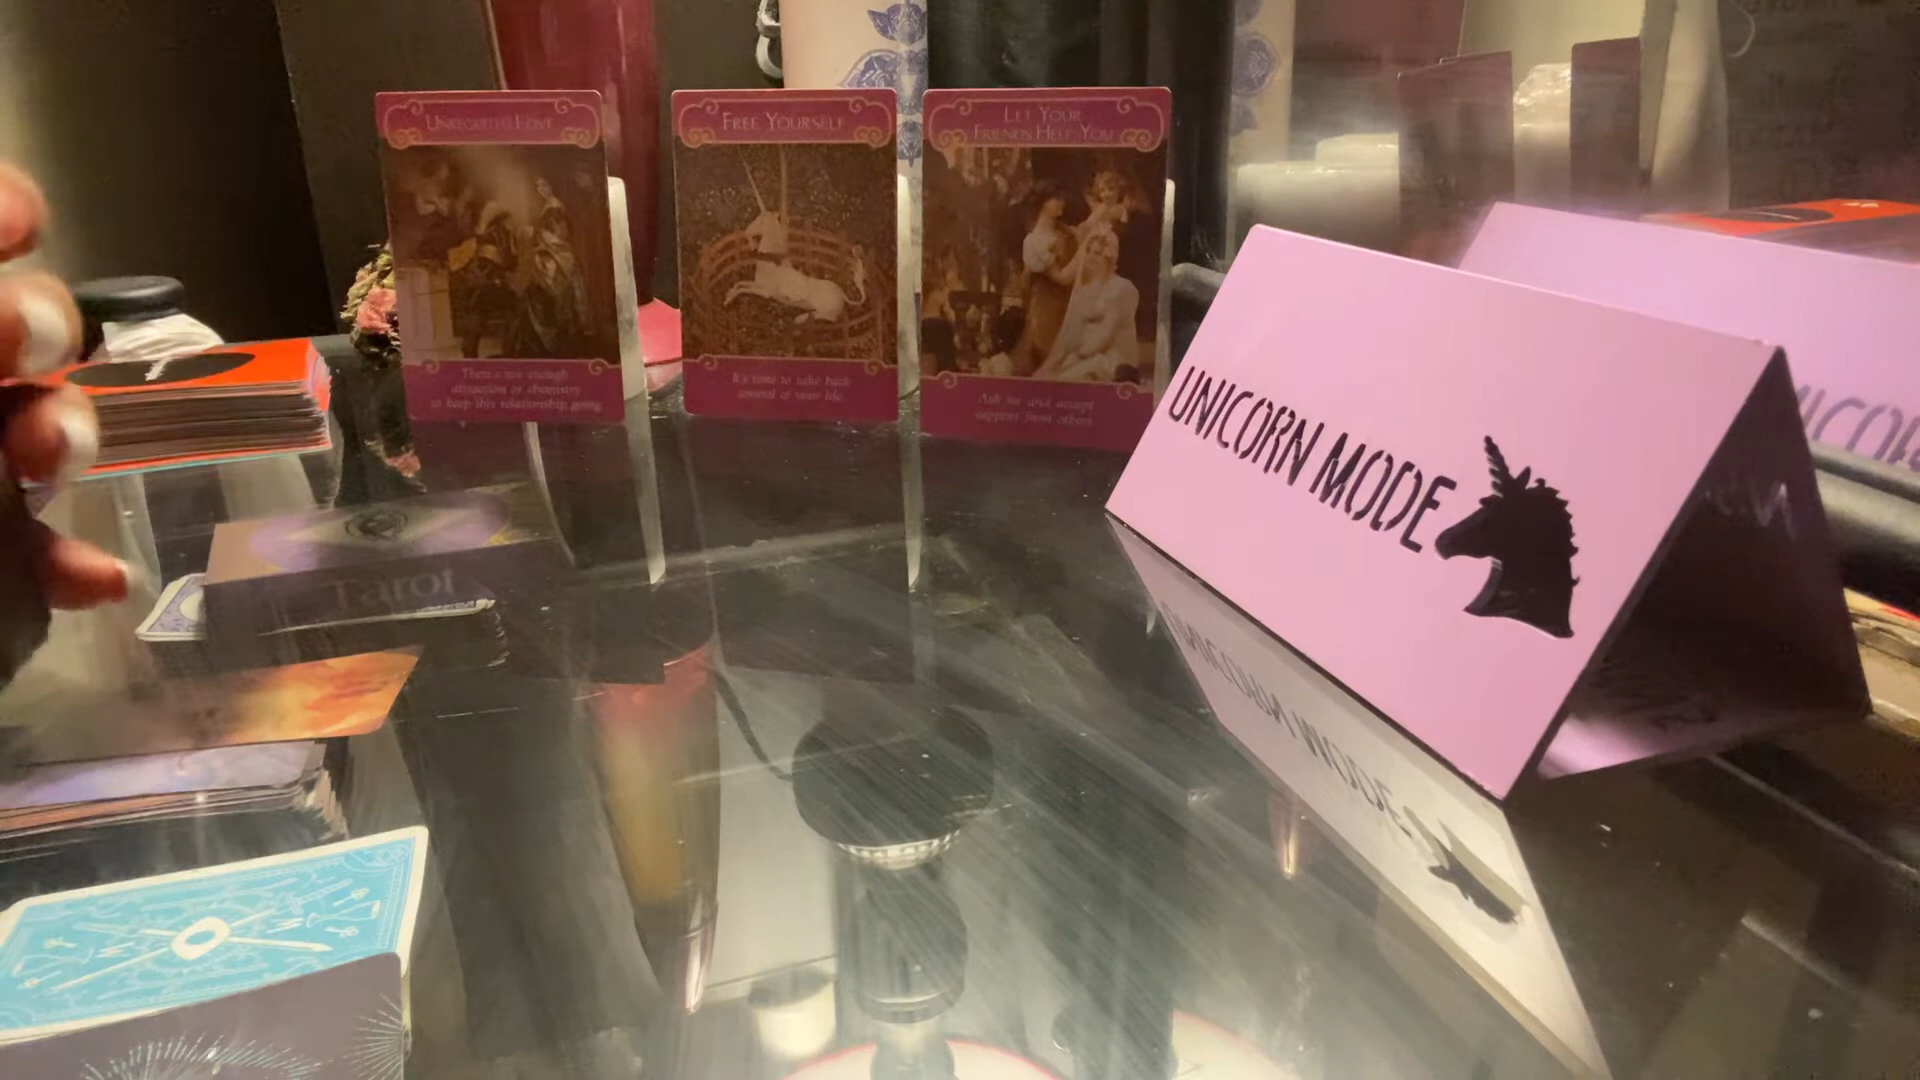 UNREQUITED LOVE
There's not enough
attraction or chemistry
to keep this relationship going
FREE YOURSELF
It's time to take back
control of your life
LET YOUR
FRIENDS HELP YOU
Ask for and accept
support from others
UNICORN MODE
Tarot